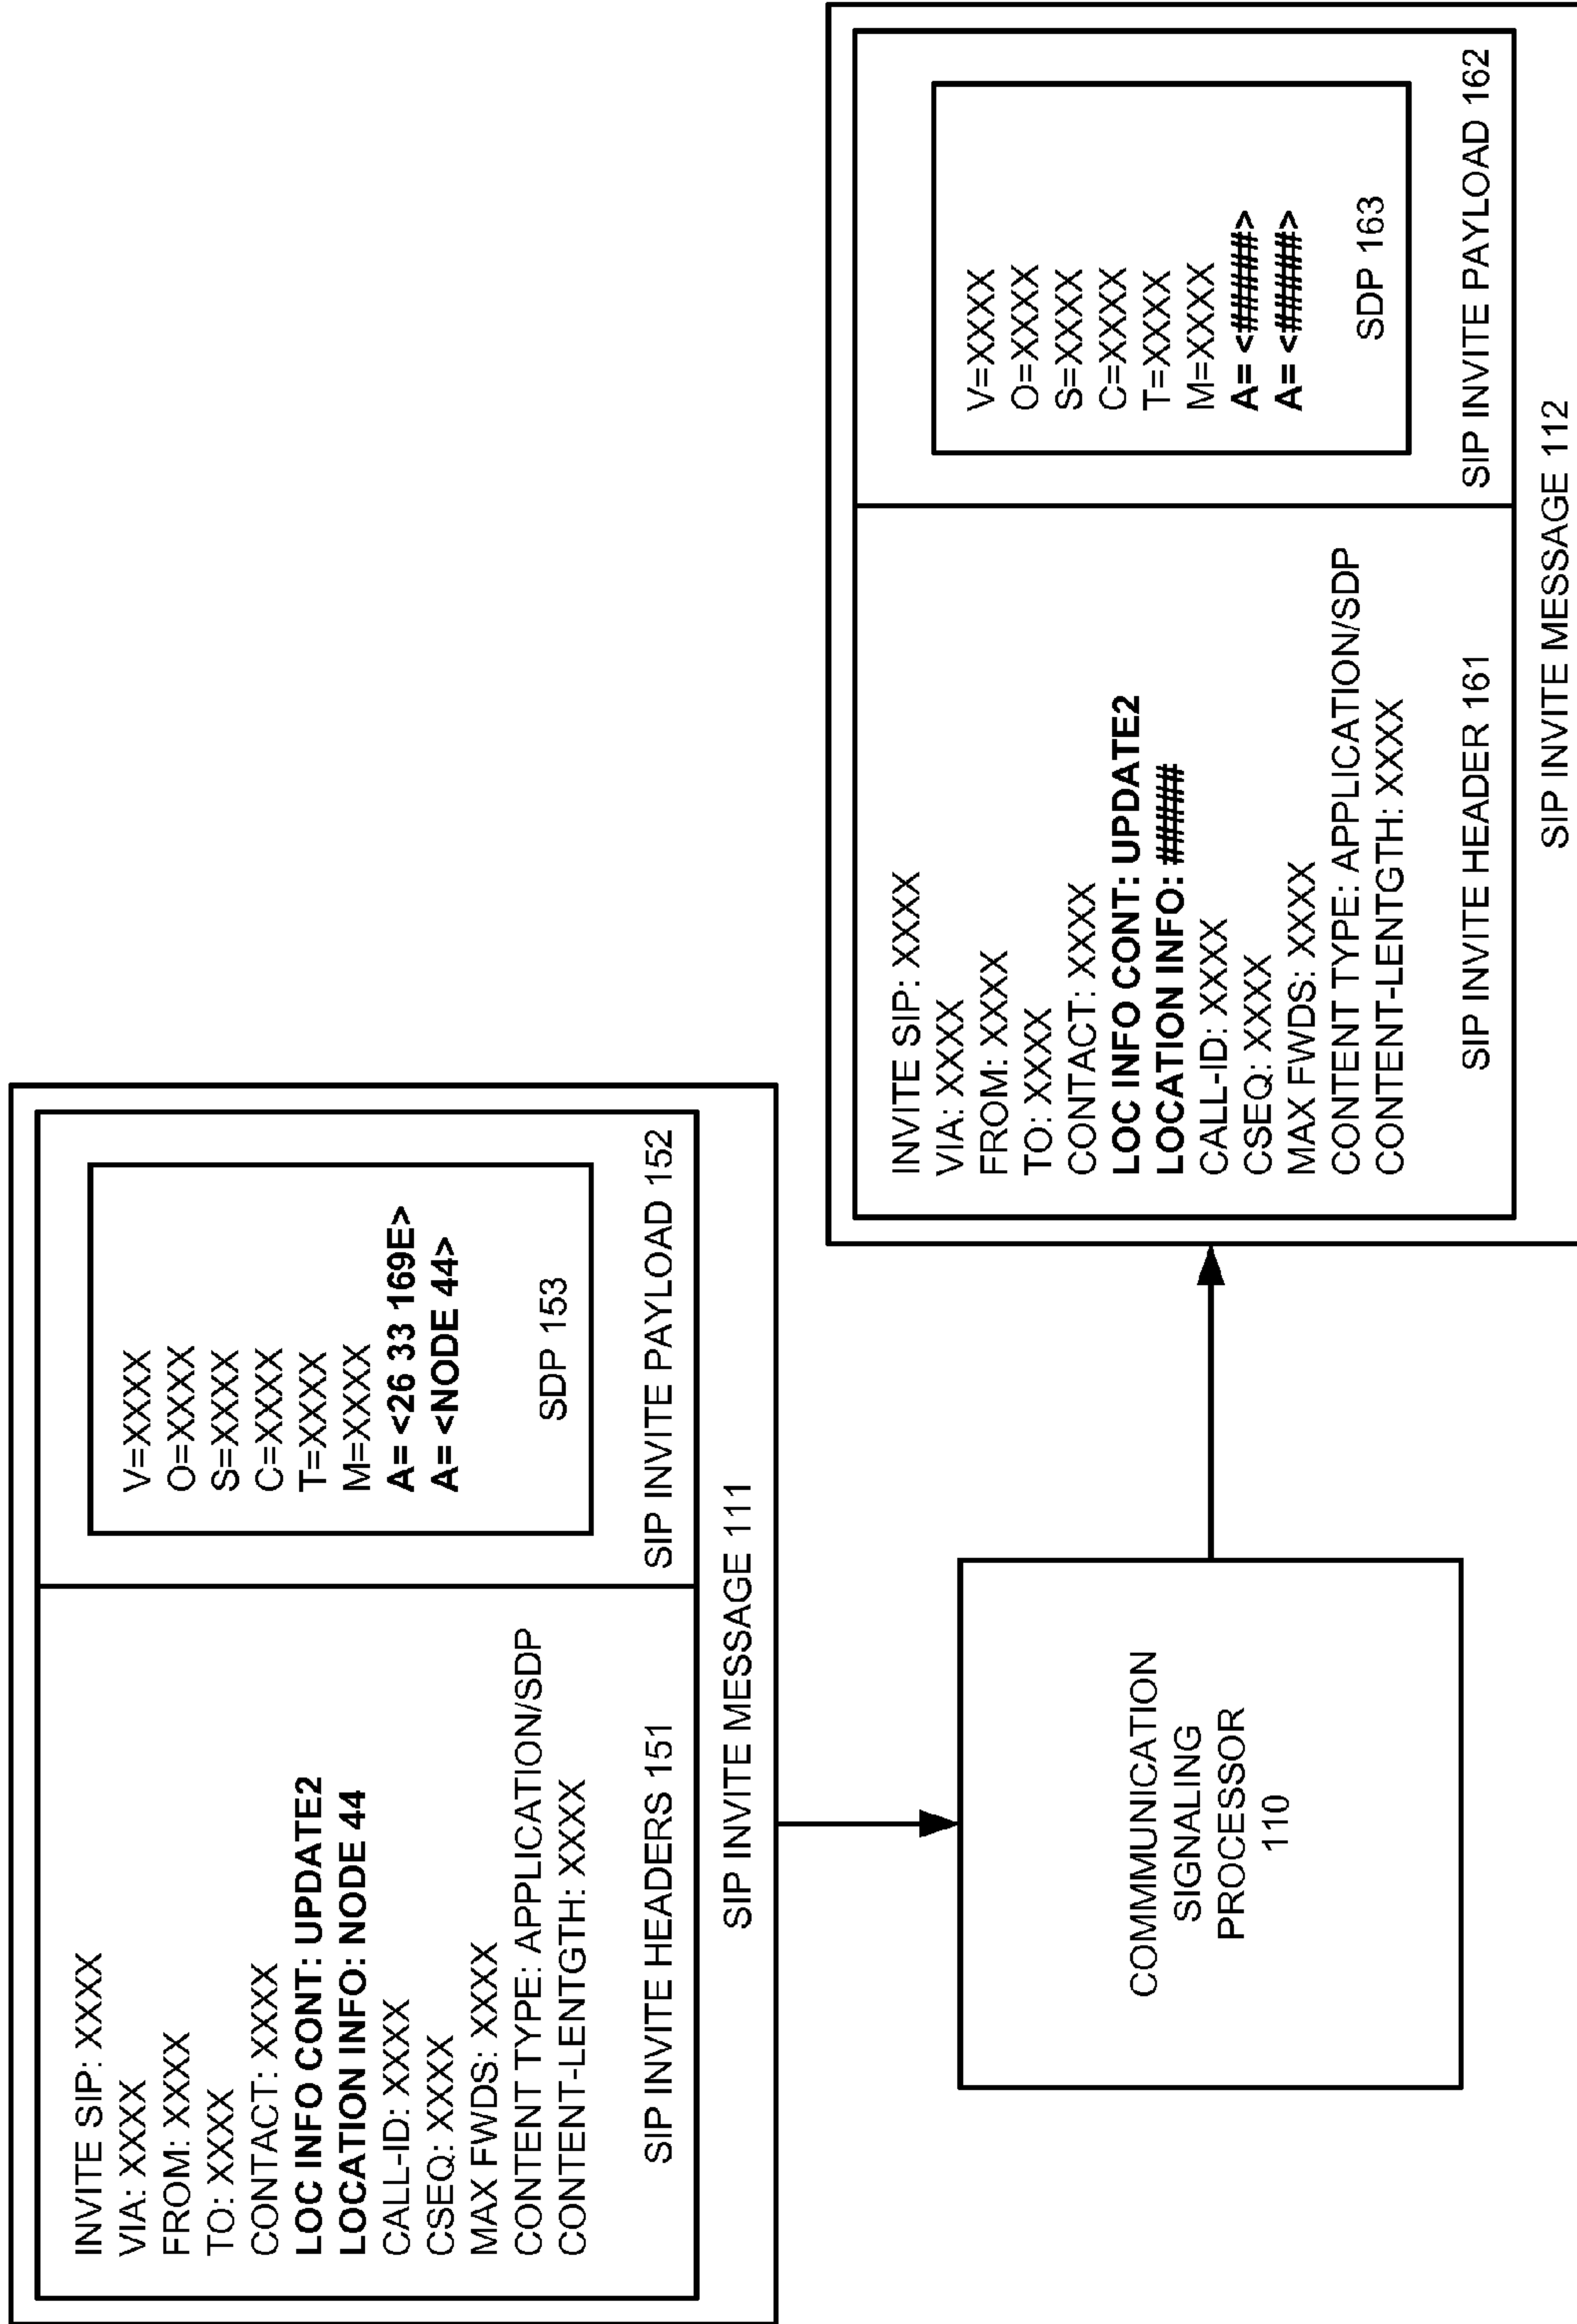 INVITE SIP: XXXX
VIA: XXXX
FROM: XXXX
TO: XXXX
CONTACT: XXXX
LOC INFO CONT: UPDATE2
LOCATION INFO: NODE 44
CALL-ID: XXXX
CSEQ: XXXX
MAX FWDS: XXXX
CONTENT TYPE: APPLICATION/SDP
CONTENT-LENTGTH: XXXX
SIP INVITE HEADERS 151
V=XXXX
O=XXXX
S=XXXX
C=XXXX
T=XXXX
M=XXXX
A= <26 33 169E>
A= <NODE 44>
SDP 153
SIP INVITE PAYLOAD 152
SIP INVITE MESSAGE 111
COMMMUNICATION
SIGNALING
PROCESSOR
110
INVITE SIP: XXXX
VIA: XXXX
FROM: XXXX
TO: XXXX
CONTACT: XXXX
LOC INFO CONT: UPDATE2
LOCATION INFO: #####
CALL-ID: XXXX
CSEQ: XXXX
MAX FWDS: XXXX
CONTENT TYPE: APPLICATION/SDP
CONTENT-LENTGTH: XXXX
SIP INVITE HEADER 161
V=XXXX
O=XXXX
S=XXXX
C=XXXX
T=XXXX
M=XXXX
A= <#####>
A= <#####>
SDP 163
SIP INVITE PAYLOAD 162
SIP INVITE MESSAGE 112